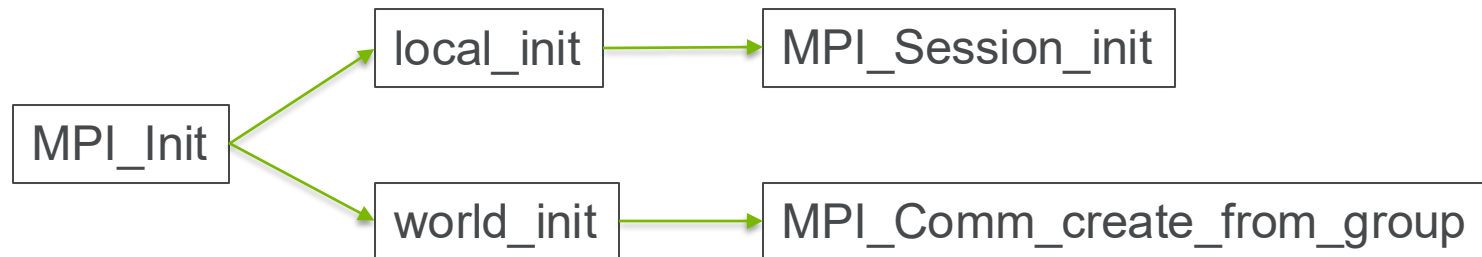 local_init
MPI_Session_init
MPI_Init
world_init
MPI_Comm_create_from_group